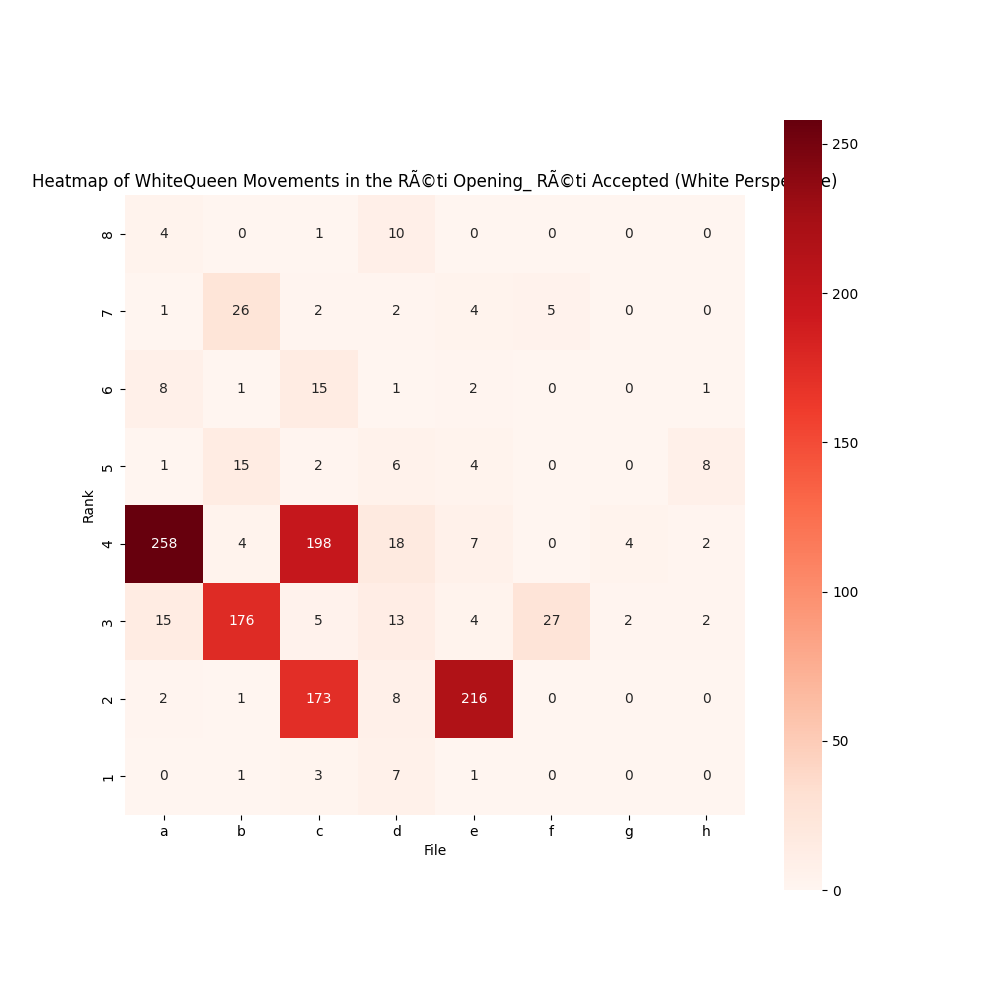 Heatmap of WhiteQueen Movements in the RÃ©ti Opening_ RÃ©ti Accepted (White Perspe e)
8 4 0 1 10 0 0 0 0
7 1 26 2 2 4 5 0 0
6 8 1 15 1 2 0 0 1
5 1 15 2 6 4 0 0 8
4 258 4 198 18 7 0 4 2
3 15 176 5 13 4 27 2 2
2 2 1 173 8 216 0 0 0
1 0 1 3 7 1 0 0 0
a b c d e f g h
File
Rank
250
200
150
100
50
0